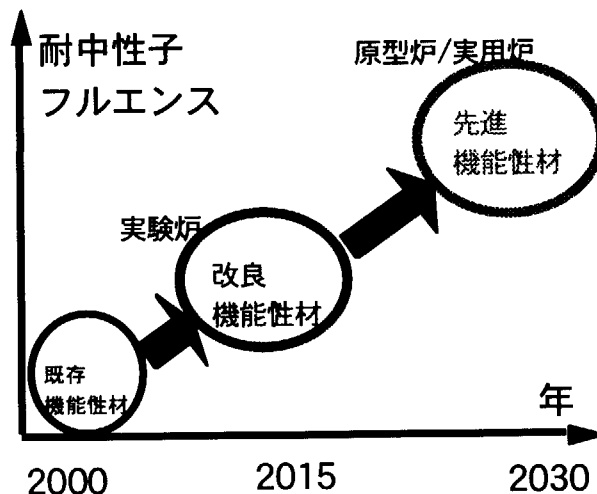 耐中性子
フルエンス
原型炉/実用炉
先進
機能性材
実験炉
改良
機能性材
既存
機能性材
年
2000
2015
2030